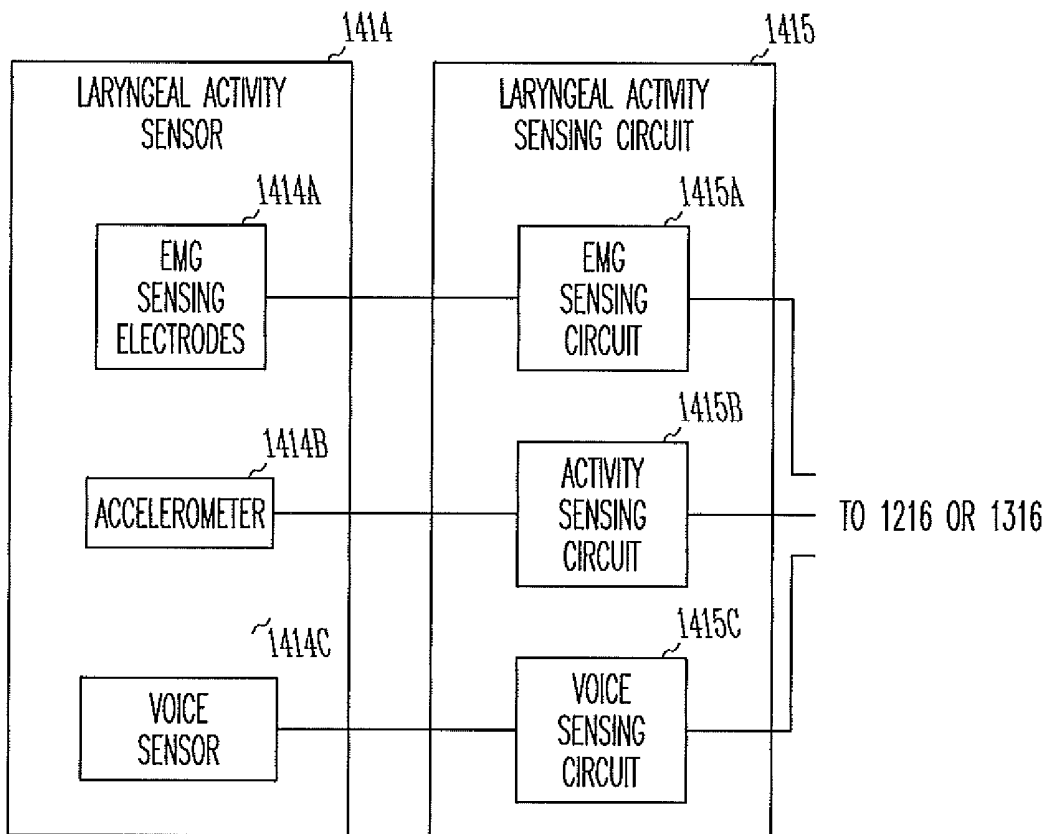 1414
1415
LARYNGEAL ACTIVITY
SENSOR
LARYNGEAL ACTIVITY
SENSING CIRCUIT
1414A
EMG
SENSING
ELECTRODES
1415A
EMG
SENSING
CIRCUIT
1414B
ACCELEROMETER
1415B
ACTIVITY
SENSING
CIRCUIT
TO 1216 OR 1316
1414C
VOICE
SENSOR
1415C
VOICE
SENSING
CIRCUIT